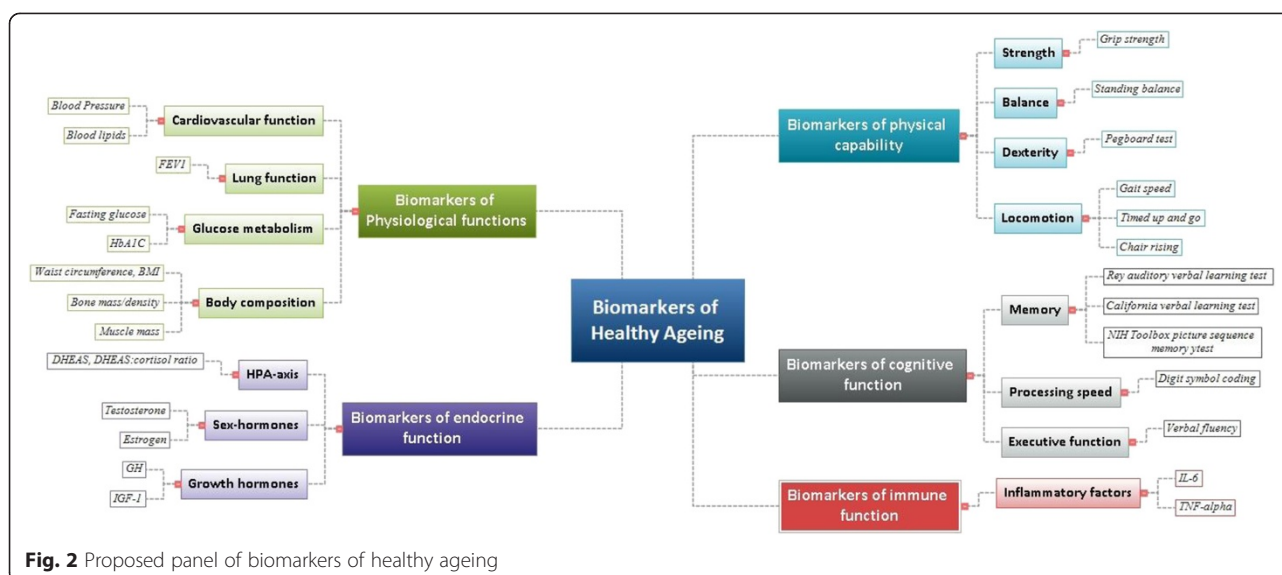 Blood Pressure
Blood lipids
Cardiovascular function
FEV1
Lung function
Fasting glucose
HbA1C
Glucose metabolism
Waist circumference, BMI
Bone mass/density
Muscle mass
Body composition
Biomarkers of
Physiological functions
DHEAS, DHEAS:cortisol ratio
HPA-axis
Testosterone
Estrogen
Sex-hormones
GH
IGF-1
Growth hormones
Biomarkers of endocrine
function
Biomarkers of
Healthy Ageing
Biomarkers of physical
capability
Strength
Grip strength
Balance
Standing balance
Dexterity
Pegboard test
Locomotion
Gait speed
Timed up and go
Chair rising
Biomarkers of cognitive
function
Memory
Rey auditory verbal learning test
California verbal learning test
NIH Toolbox picture sequence
memory ytest
Processing speed
Digit symbol coding
Executive function
Verbal fluency
Biomarkers of immune
function
Inflammatory factors
IL-6
TNF-alpha
Fig. 2 Proposed panel of biomarkers of healthy ageing